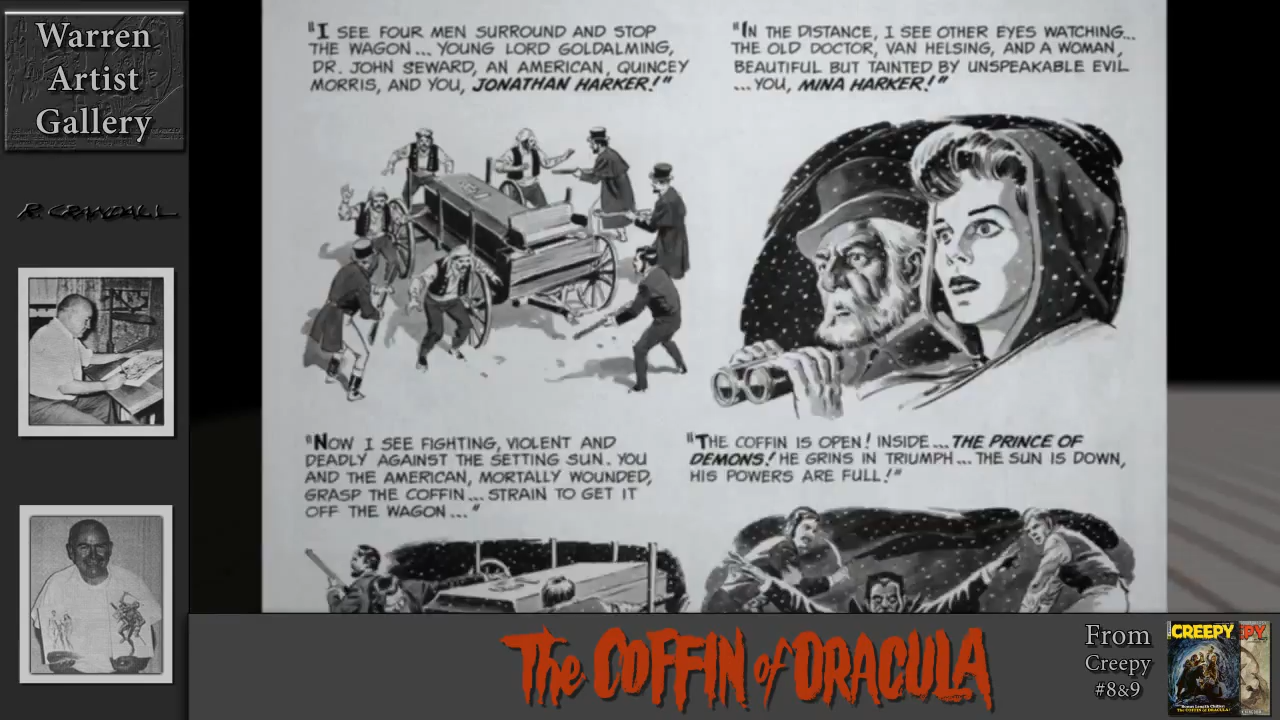 Warren
Artist
Gallery
R. CRANDALL
"I SEE FOUR MEN SURROUND AND STOP
THE WAGON... YOUNG LORD GOLDALMING,
DR. JOHN SEWARD, AN AMERICAN, QUINCEY
MORRIS, AND YOU, JONATHAN HARKER!"
"IN THE DISTANCE, I SEE OTHER EYES WATCHING...
THE OLD DOCTOR, VAN HELSING, AND A WOMAN,
BEAUTIFUL BUT TAINTED BY UNSPEAKABLE EVIL
...YOU, MINA HARKER!"
"NOW I SEE FIGHTING, VIOLENT AND
DEADLY AGAINST THE SETTING SUN. YOU
AND THE AMERICAN, MORTALLY WOUNDED,
GRASP THE COFFIN... STRAIN TO GET IT
OFF THE WAGON..."
"THE COFFIN IS OPEN! INSIDE... THE PRINCE OF
DEMONS! HE GRINS IN TRIUMPH... THE SUN IS DOWN,
HIS POWERS ARE FULL!"
The COFFIN of DRACULA
From
Creepy
#8&9
CREEPY
PY
The COFFIN of DRACULA!